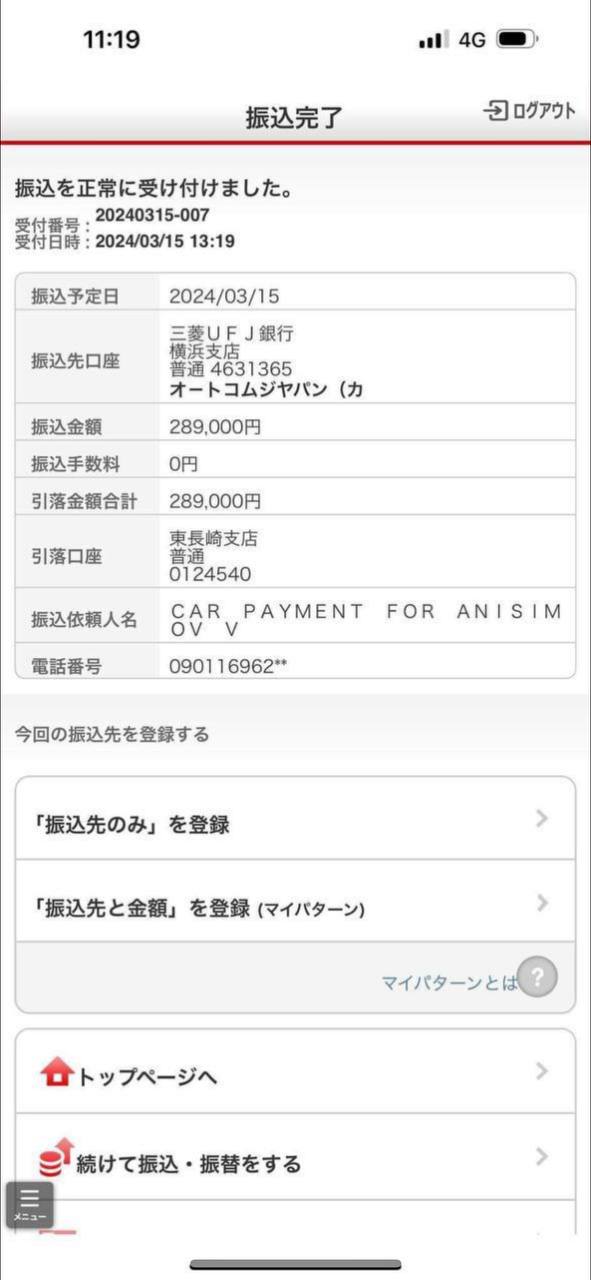 11:19
4G
振込完了
ログアウト
振込を正常に受け付けました。
受付番号: 20240315-007
受付日時: 2024/03/15 13:19
振込予定日 2024/03/15
振込先口座
三菱UFJ銀行
横浜支店
普通 4631365
オートコムジヤパン(カ
振込金額 289,000円
振込手数料 0円
引落金額合計 289,000円
引落口座
東長崎支店
普通
0124540
振込依頼人名
CAR PAYMENT FOR ANISIM
OV V
電話番号 090116962**
今回の振込先を登録する
「振込先のみ」を登録
「振込先と金額」を登録 (マイパターン)
マイパターンとは ?
トップページへ
続けて振込・振替をする
メニュー